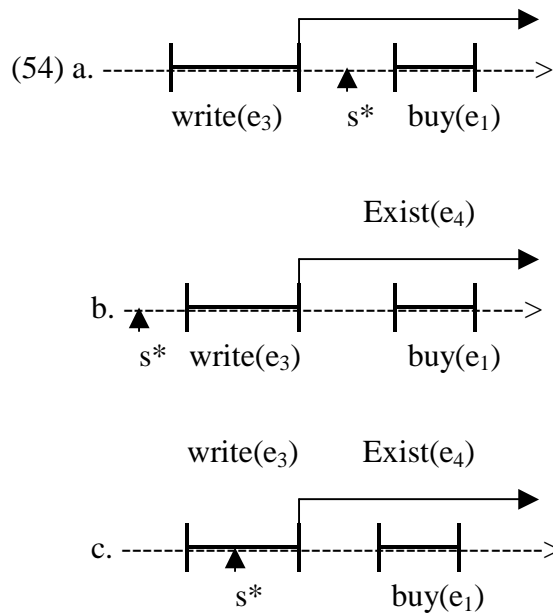 (54) a.
write(e₃) s* buy(e₁)
Exist(e₄)
b.
s* write(e₃) buy(e₁)
write(e₃) Exist(e₄)
c.
s* buy(e₁)